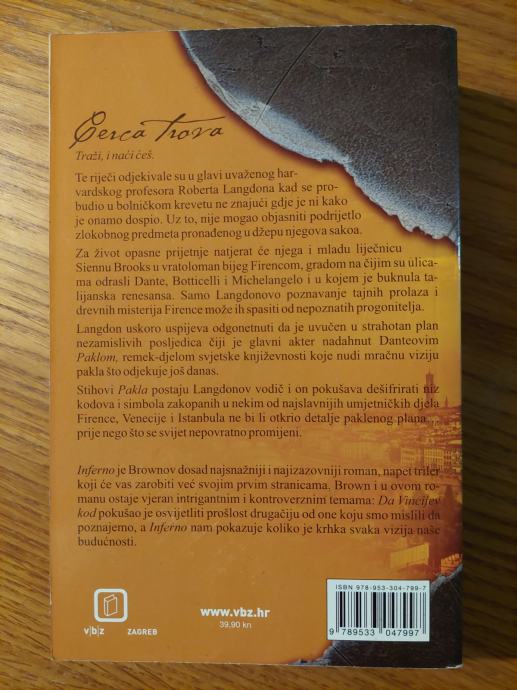 Cerca Trova
Traži, i naći ćeš.
Te riječi odjekivale su u glavi uvaženog har-
vardskog profesora Roberta Langdona kad se pro-
budio u bolničkom krevetu ne znajući gdje je ni kako
je onamo dospio. Uz to, nije mogao objasniti podrijetlo
zlokobnog predmeta pronađenog u džepu njegova sakoa.
Za život opasne prijetnje natjerat će njega i mladu liječnicu
Siennu Brooks u vratoloman bijeg Firencom, gradom na čijim su ulica-
ma odrasli Dante, Botticelli i Michelangelo i u kojem je buknula ta-
lijanska renesansa. Samo Langdonovo poznavanje tajnih prolaza i
drevnih misterija Firence može ih spasiti od nepoznatih progonitelja.
Langdon uskoro uspijeva odgonetnuti da je uvučen u strahotan plan
nezamislivih posljedica čiji je glavni akter nadahnut Danteovim
Paklom, remek-djelom svjetske književnosti koje nudi mračnu viziju
pakla što odjekuje još danas.
Stihovi Pakla postaju Langdonov vodič i on pokušava dešifrirati niz
kodova i simbola zakopanih u nekim od najslavnijih umjetničkih djela
Firence, Venecije i Istanbula ne bi li otkrio detalje paklenog plana...
prije nego što se svijet nepovratno promijeni.
Inferno je Brownov dosad najsnažniji i najizazovniji roman, napet triler
koji će vas zarobiti već svojim prvim stranicama. Brown i u ovom ro-
manu ostaje vjeran intrigantnim i kontroverznim temama: Da Vincijev
kod pokušao je osvijetliti prošlost drugačiju od one koju smo mislili da
poznajemo, a Inferno nam pokazuje koliko je krhka svaka vizija naše
budućnosti.
ISBN 978-953-304-799-7
9 789533 047997
v|b|z ZAGREB
www.vbz.hr
39,90 kn